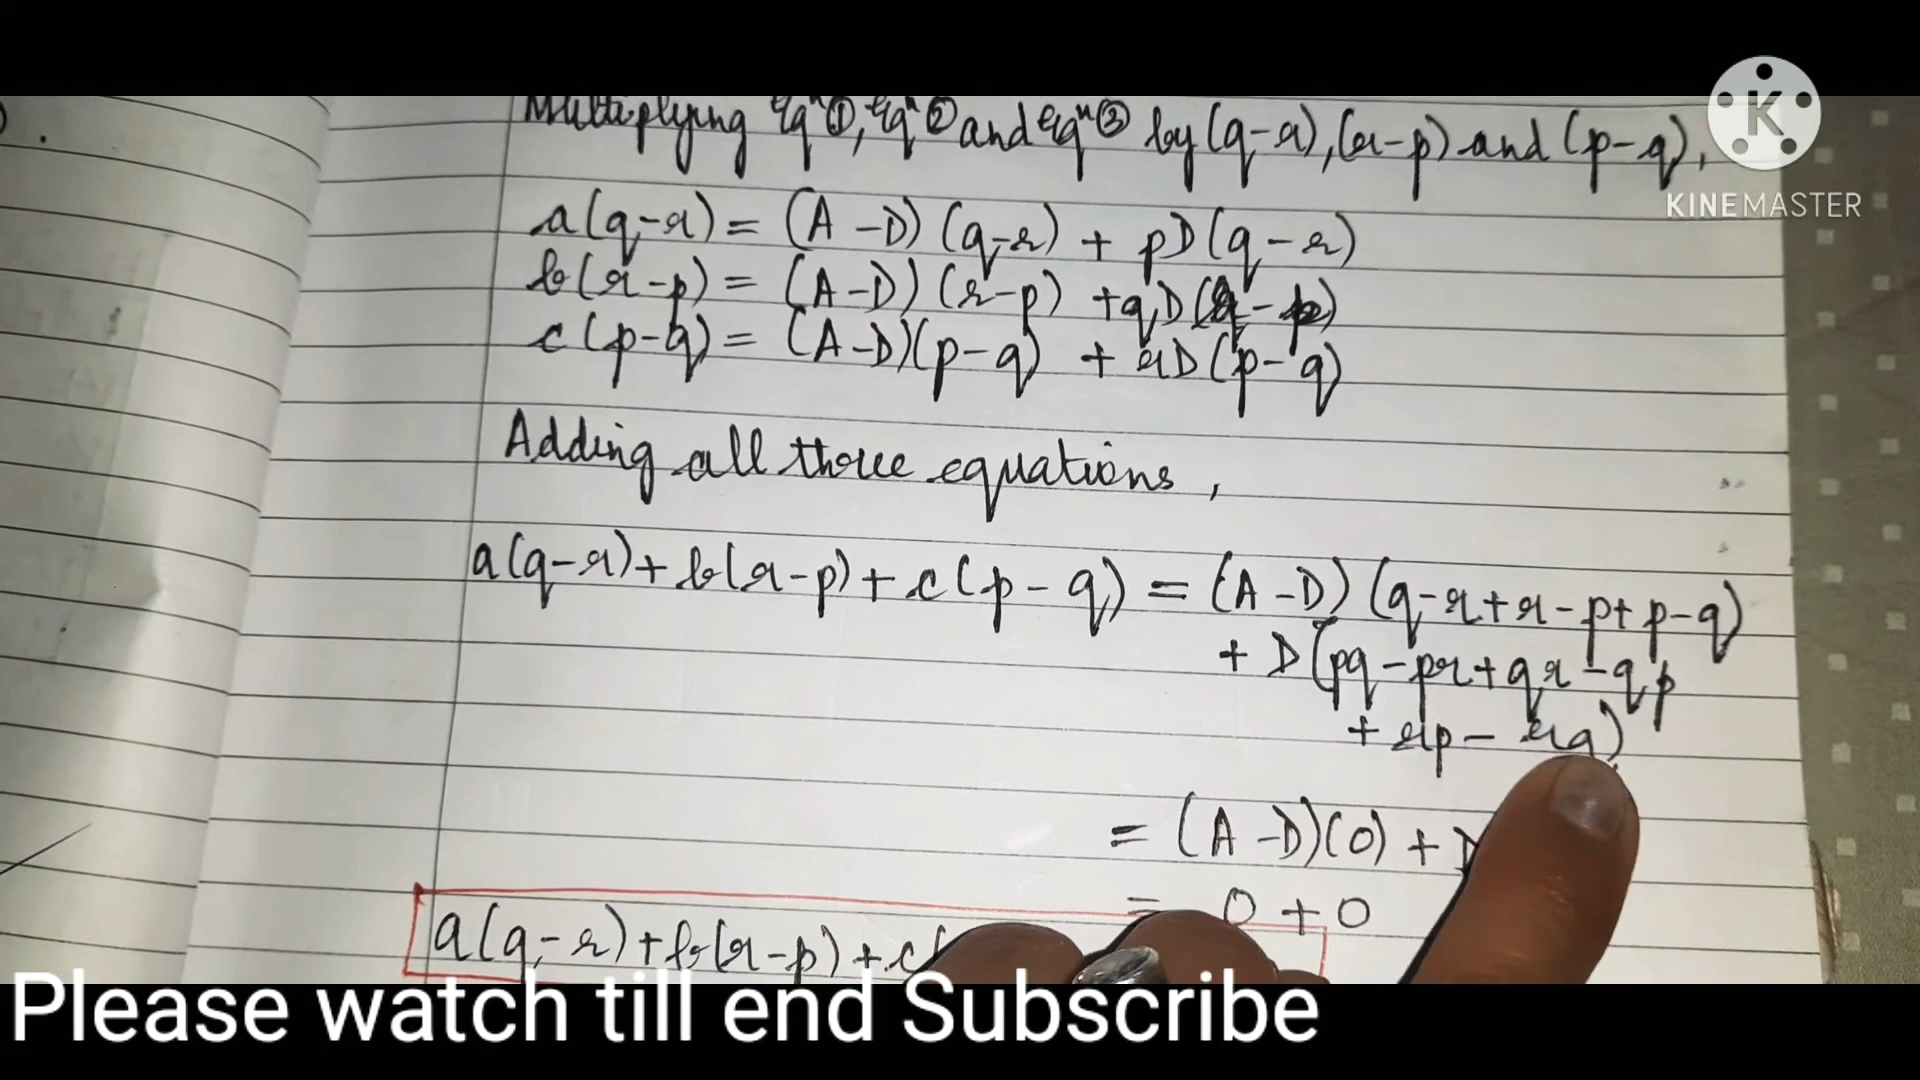 Multiplying eqⁿ①, eqⁿ② and eqⁿ③ by (q-r), (r-p) and (p-q),
KINEMASTER
a(q-r) = (A-D)(q-r) + pD(q-r)
b(r-p) = (A-D)(r-p) + qD(r-p)
c(p-q) = (A-D)(p-q) + rD(p-q)
Adding all three equations,
a(q-r) + b(r-p) + c(p-q) = (A-D)(q-r+r-p+p-q)
+ D(pq-pr+qr-qp
+ rp - rq)
= (A-D)(0) + D
= 0 + 0
a(q-r) + b(r-p) + c(
Please watch till end Subscribe